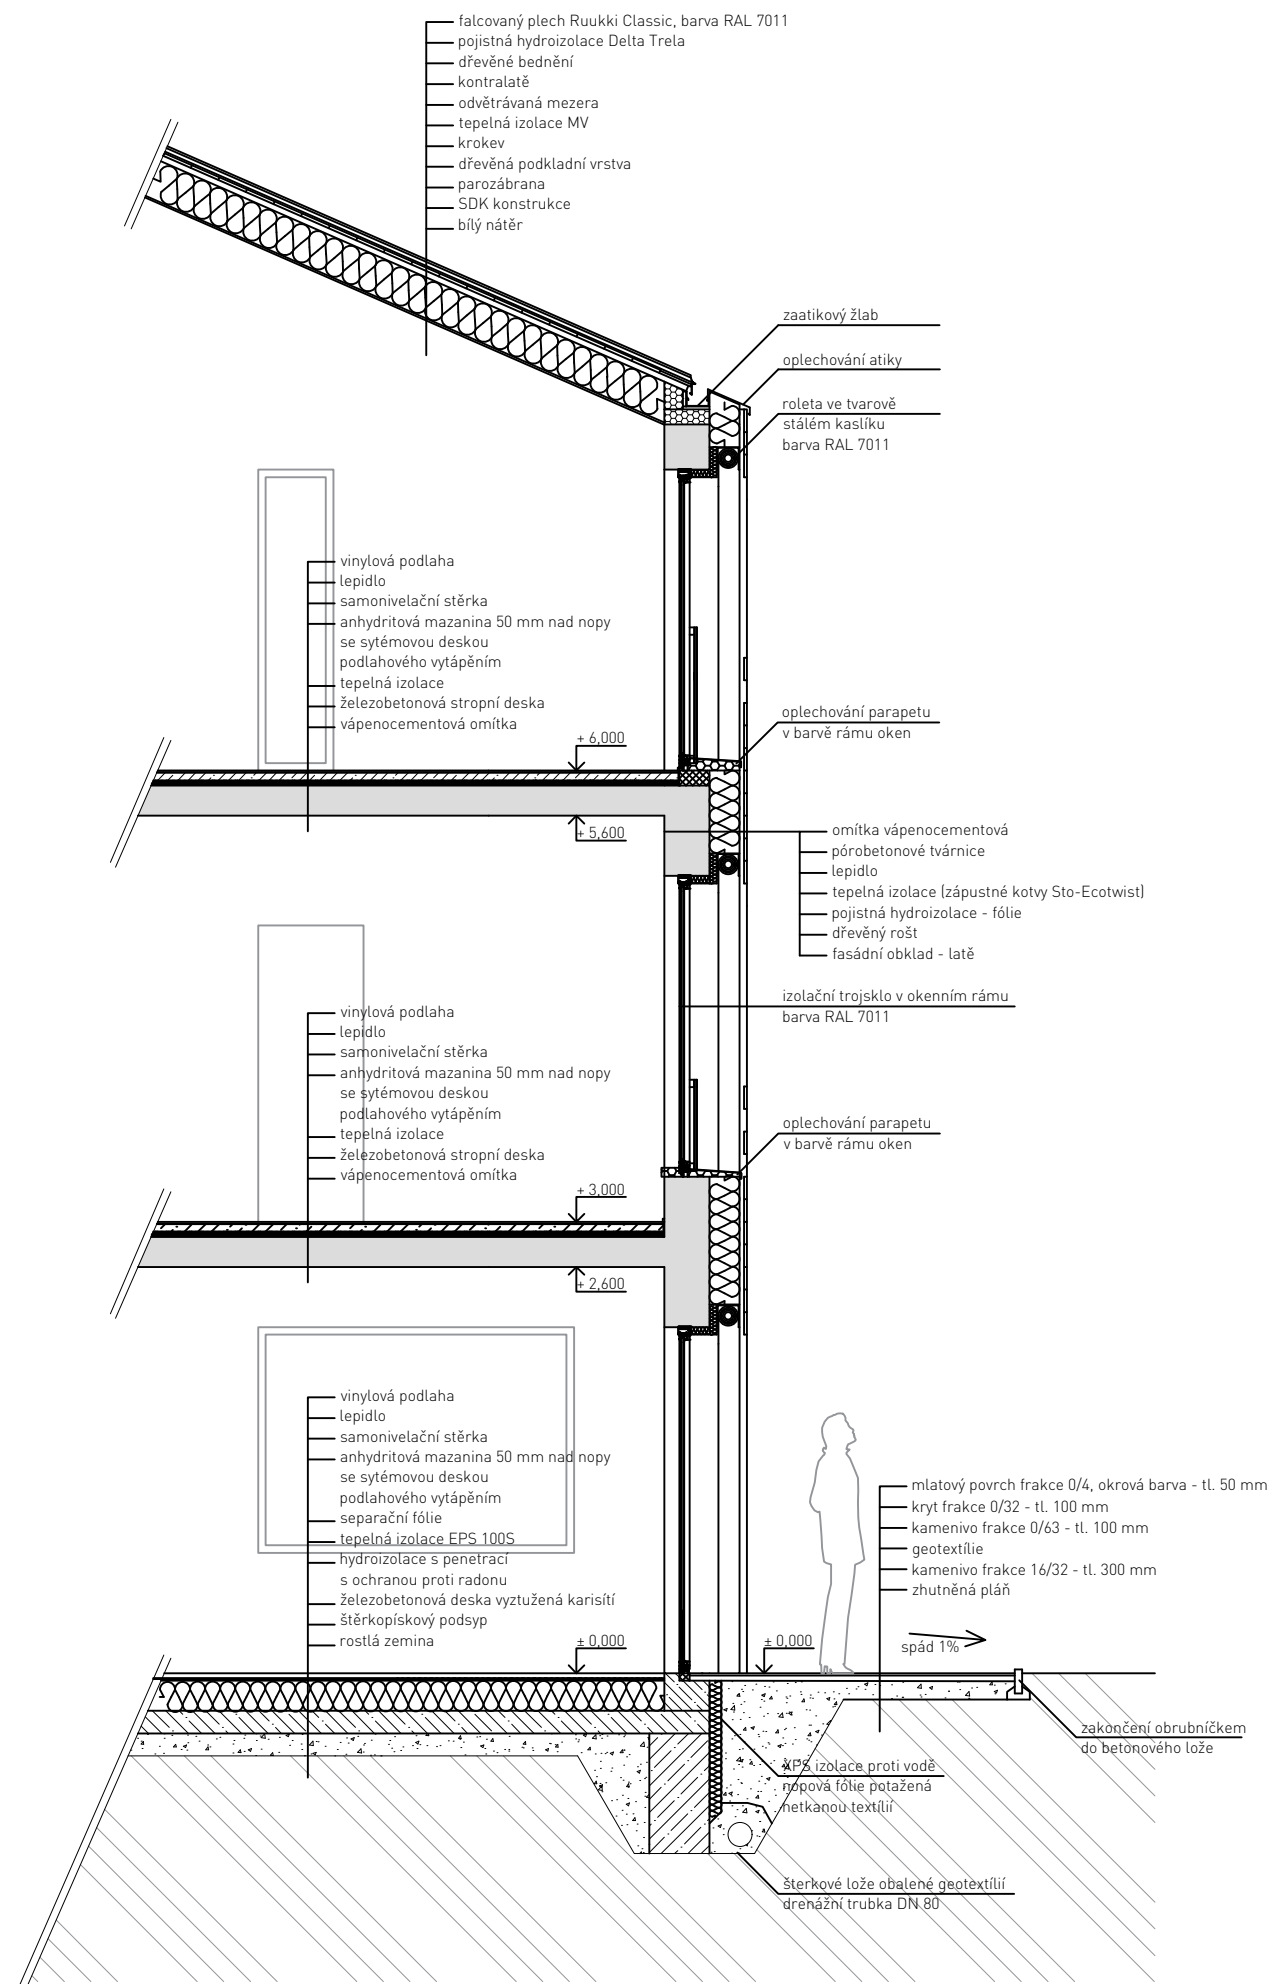 falcovaný plech Ruukki Classic, barva RAL 7011
pojistná hydroizolace Delta Trela
dřevěné bednění
kontralatě
odvětrávaná mezera
tepelná izolace MV
krokev
dřevěná podkladní vrstva
parozábrana
SDK konstrukce
bílý nátěr
zaatikový žlab
oplechování atiky
roleta ve tvarově
stálém kaslíku
barva RAL 7011
vinylová podlaha
lepidlo
samonivelační stěrka
anhydritová mazanina 50 mm nad nopy
se sytémovou deskou
podlahového vytápěním
tepelná izolace
železobetonová stropní deska
vápenocementová omítka
oplechování parapetu
v barvě rámu oken
+ 6,000
+ 5,600
omítka vápenocementová
pórobetonové tvárnice
lepidlo
tepelná izolace (zápustné kotvy Sto-Ecotwist)
pojistná hydroizolace - fólie
dřevěný rošt
fasádní obklad - latě
izolační trojsklo v okenním rámu
barva RAL 7011
vinylová podlaha
lepidlo
samonivelační stěrka
anhydritová mazanina 50 mm nad nopy
se sytémovou deskou
podlahového vytápěním
tepelná izolace
železobetonová stropní deska
vápenocementová omítka
oplechování parapetu
v barvě rámu oken
+ 3,000
+ 2,600
vinylová podlaha
lepidlo
samonivelační stěrka
anhydritová mazanina 50 mm nad nopy
se sytémovou deskou
podlahového vytápěním
separační fólie
tepelná izolace EPS 100S
hydroizolace s penetrací
s ochranou proti radonu
železobetonová deska vyztužená karisítí
štěrkopískový podsyp
rostlá zemina
mlatový povrch frakce 0/4, okrová barva - tl. 50 mm
kryt frakce 0/32 - tl. 100 mm
kamenivo frakce 0/63 - tl. 100 mm
geotextílie
kamenivo frakce 16/32 - tl. 300 mm
zhutněná pláň
± 0,000
± 0,000
spád 1%
zakončení obrubníčkem
do betonového lože
XPS izolace proti vodě
nopová fólie potažená
netkanou textílií
šterkové lože obalené geotextílií
drenážní trubka DN 80